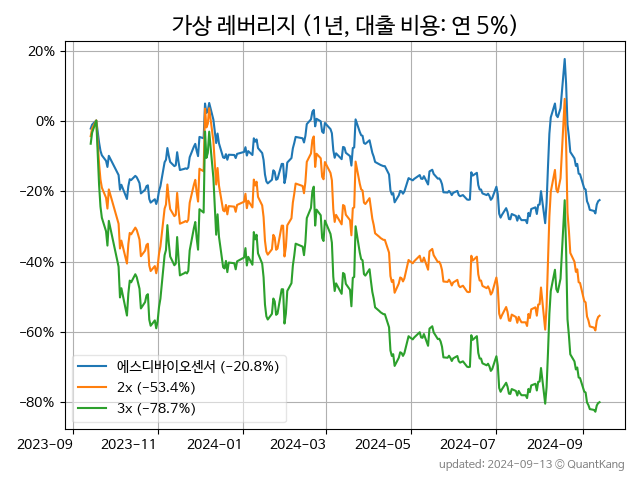 가상 레버리지 (1년, 대출 비용: 연 5%)
20%
0%
−20%
−40%
−60%
−80%
에스디바이오센서 (−20.8%)
2x (−53.4%)
3x (−78.7%)
2023-09
2023-11
2024-01
2024-03
2024-05
2024-07
2024-09
updated: 2024-09-13 © QuantKang